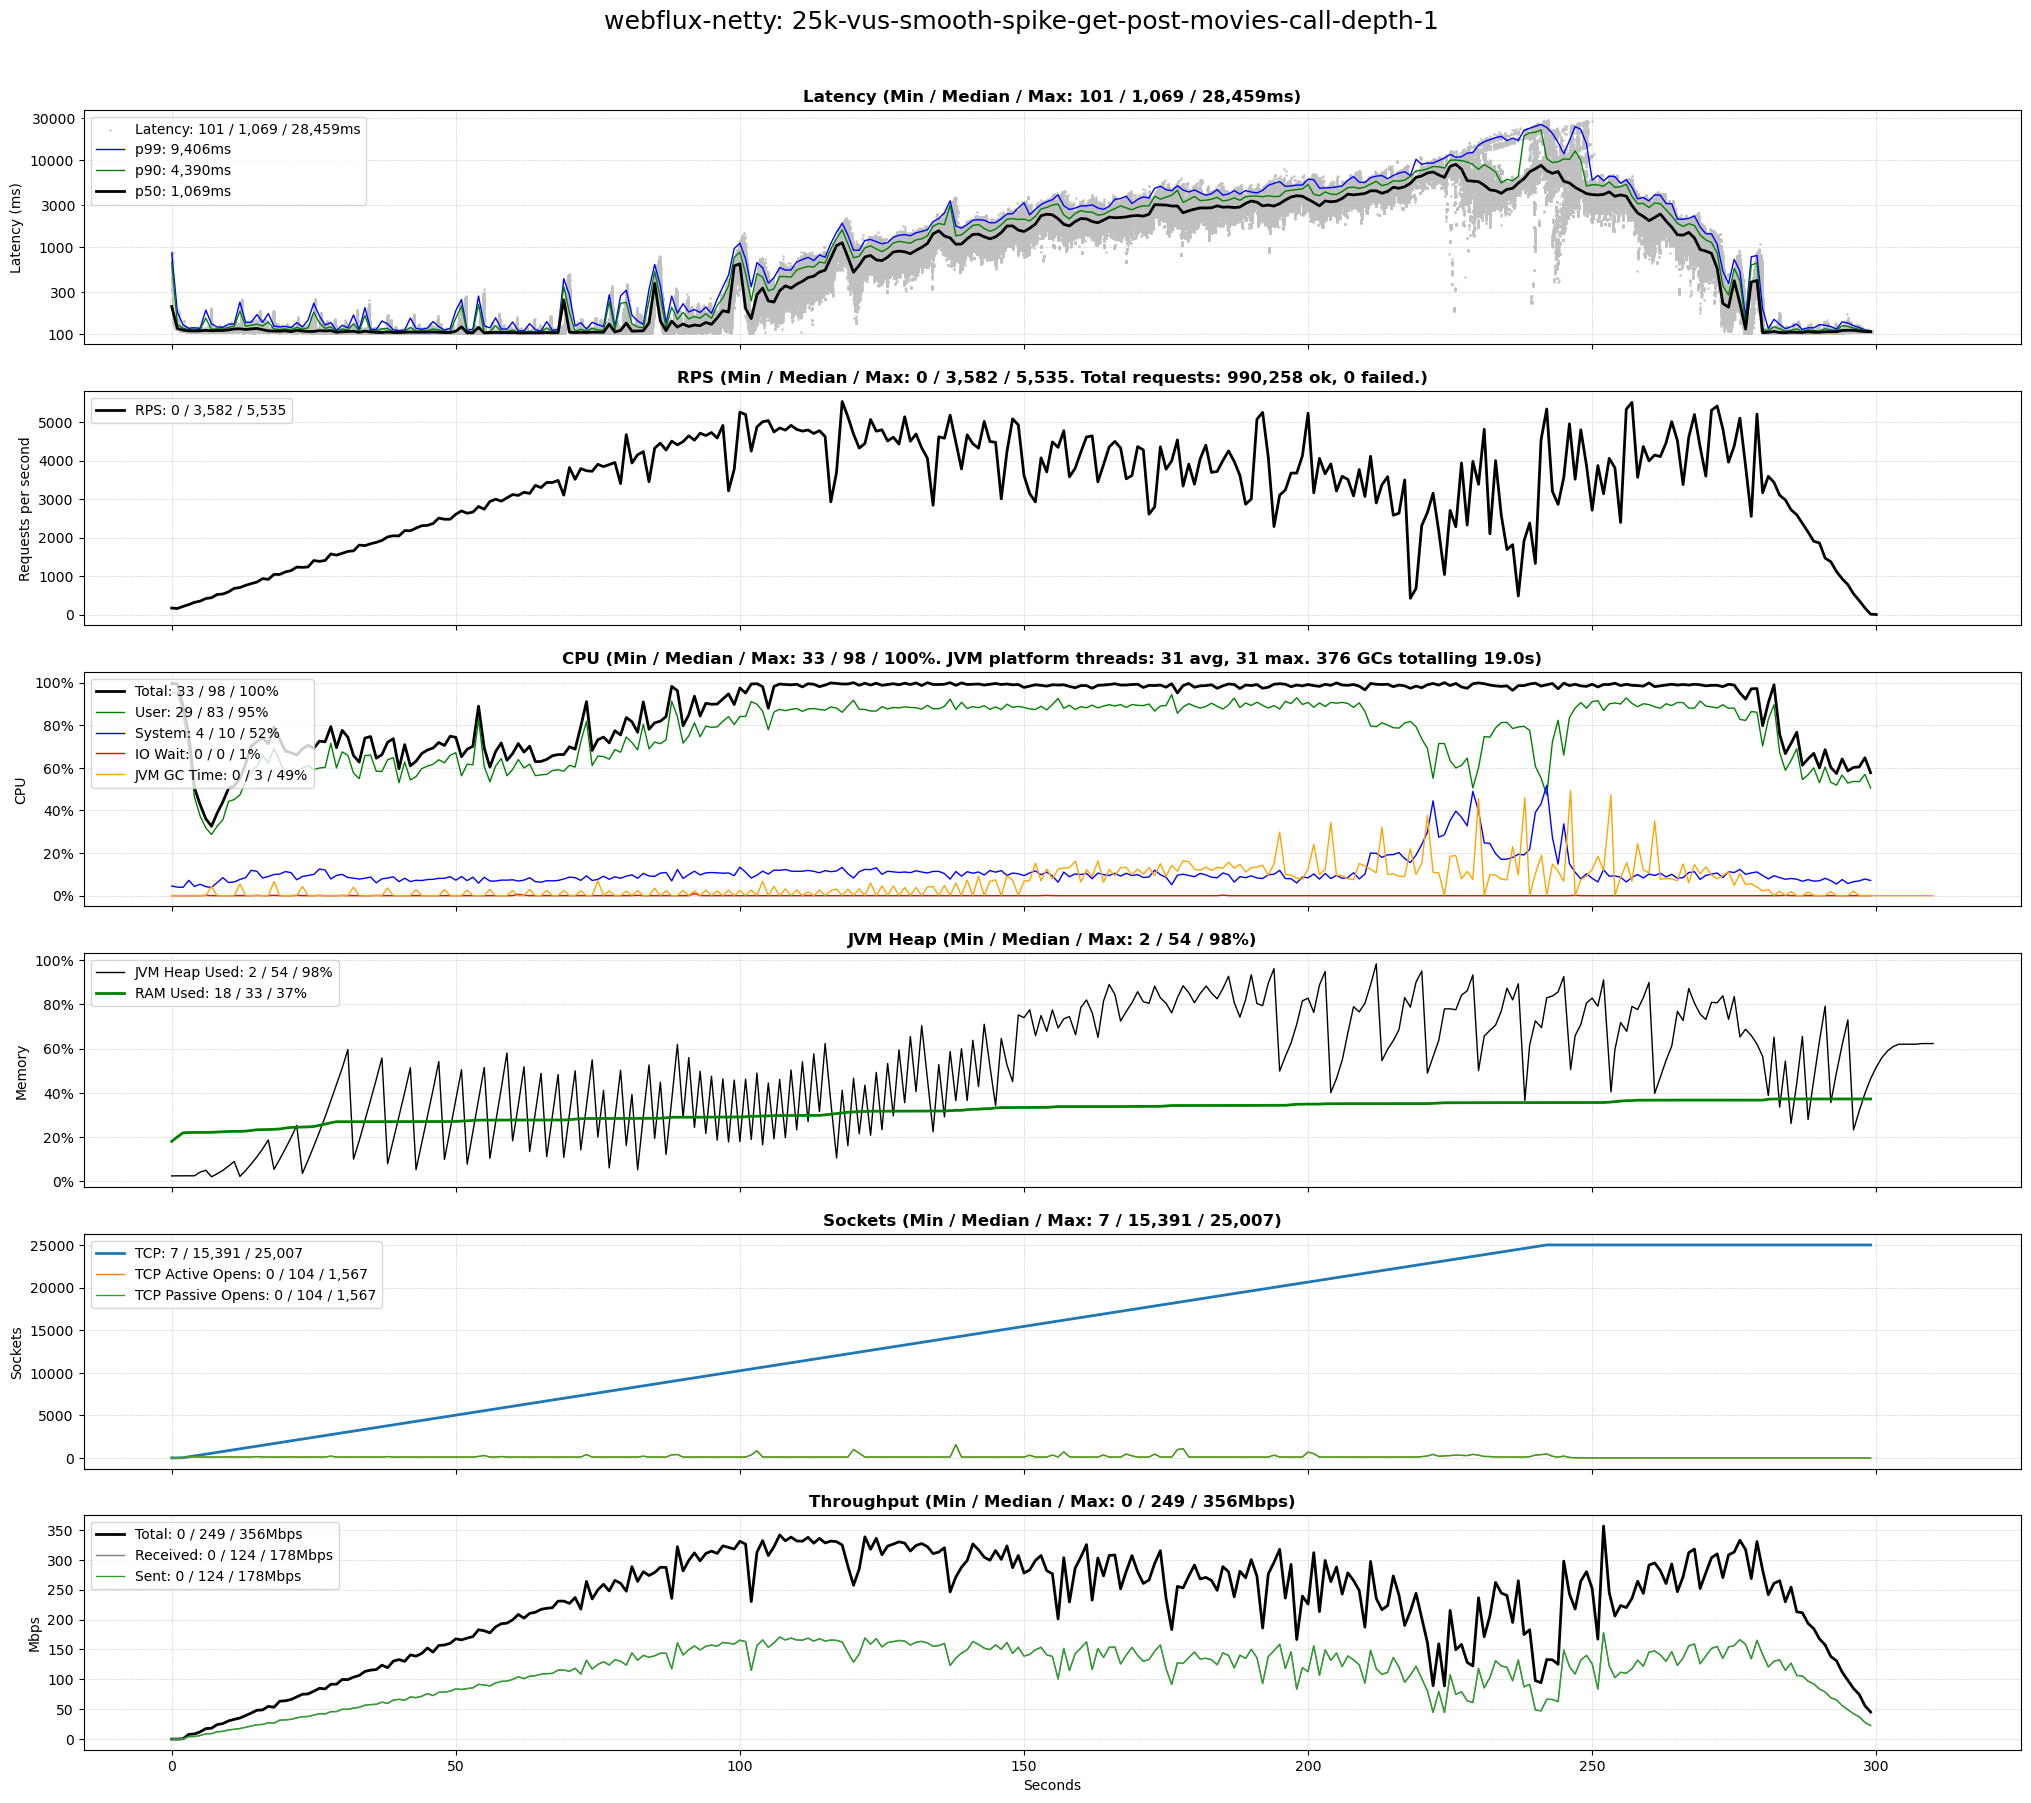 webflux-netty: 25k-vus-smooth-spike-get-post-movies-call-depth-1
Latency (Min / Median / Max: 101 / 1,069 / 28,459ms)
Latency (ms)
30000
10000
3000
1000
300
100
Latency: 101 / 1,069 / 28,459ms
p99: 9,406ms
p90: 4,390ms
p50: 1,069ms
RPS (Min / Median / Max: 0 / 3,582 / 5,535. Total requests: 990,258 ok, 0 failed.)
Requests per second
5000
4000
3000
2000
1000
0
RPS: 0 / 3,582 / 5,535
CPU (Min / Median / Max: 33 / 98 / 100%. JVM platform threads: 31 avg, 31 max. 376 GCs totalling 19.0s)
CPU
100%
80%
60%
40%
20%
0%
Total: 33 / 98 / 100%
User: 29 / 83 / 95%
System: 4 / 10 / 52%
IO Wait: 0 / 0 / 1%
JVM GC Time: 0 / 3 / 49%
JVM Heap (Min / Median / Max: 2 / 54 / 98%)
Memory
100%
80%
60%
40%
20%
0%
JVM Heap Used: 2 / 54 / 98%
RAM Used: 18 / 33 / 37%
Sockets (Min / Median / Max: 7 / 15,391 / 25,007)
Sockets
25000
20000
15000
10000
5000
0
TCP: 7 / 15,391 / 25,007
TCP Active Opens: 0 / 104 / 1,567
TCP Passive Opens: 0 / 104 / 1,567
Throughput (Min / Median / Max: 0 / 249 / 356Mbps)
Mbps
350
300
250
200
150
100
50
0
Total: 0 / 249 / 356Mbps
Received: 0 / 124 / 178Mbps
Sent: 0 / 124 / 178Mbps
0
50
100
150
200
250
300
Seconds